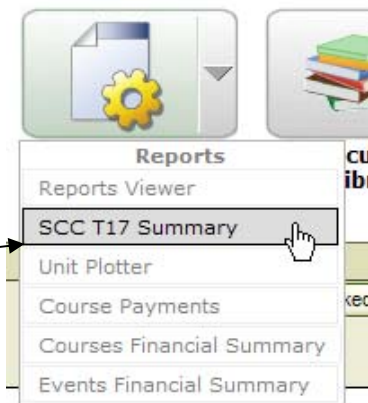 Reports
Reports Viewer
SCC T17 Summary
Unit Plotter
Course Payments
Courses Financial Summary
Events Financial Summary